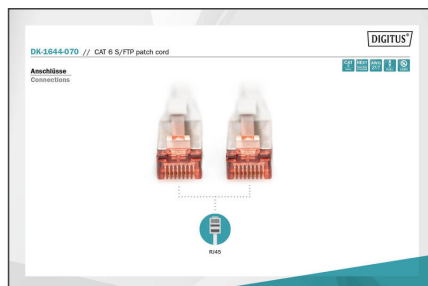 DIGITUS®
DK-1644-070 // CAT 6 S/FTP patch cord
Anschlüsse
Connections
RJ45